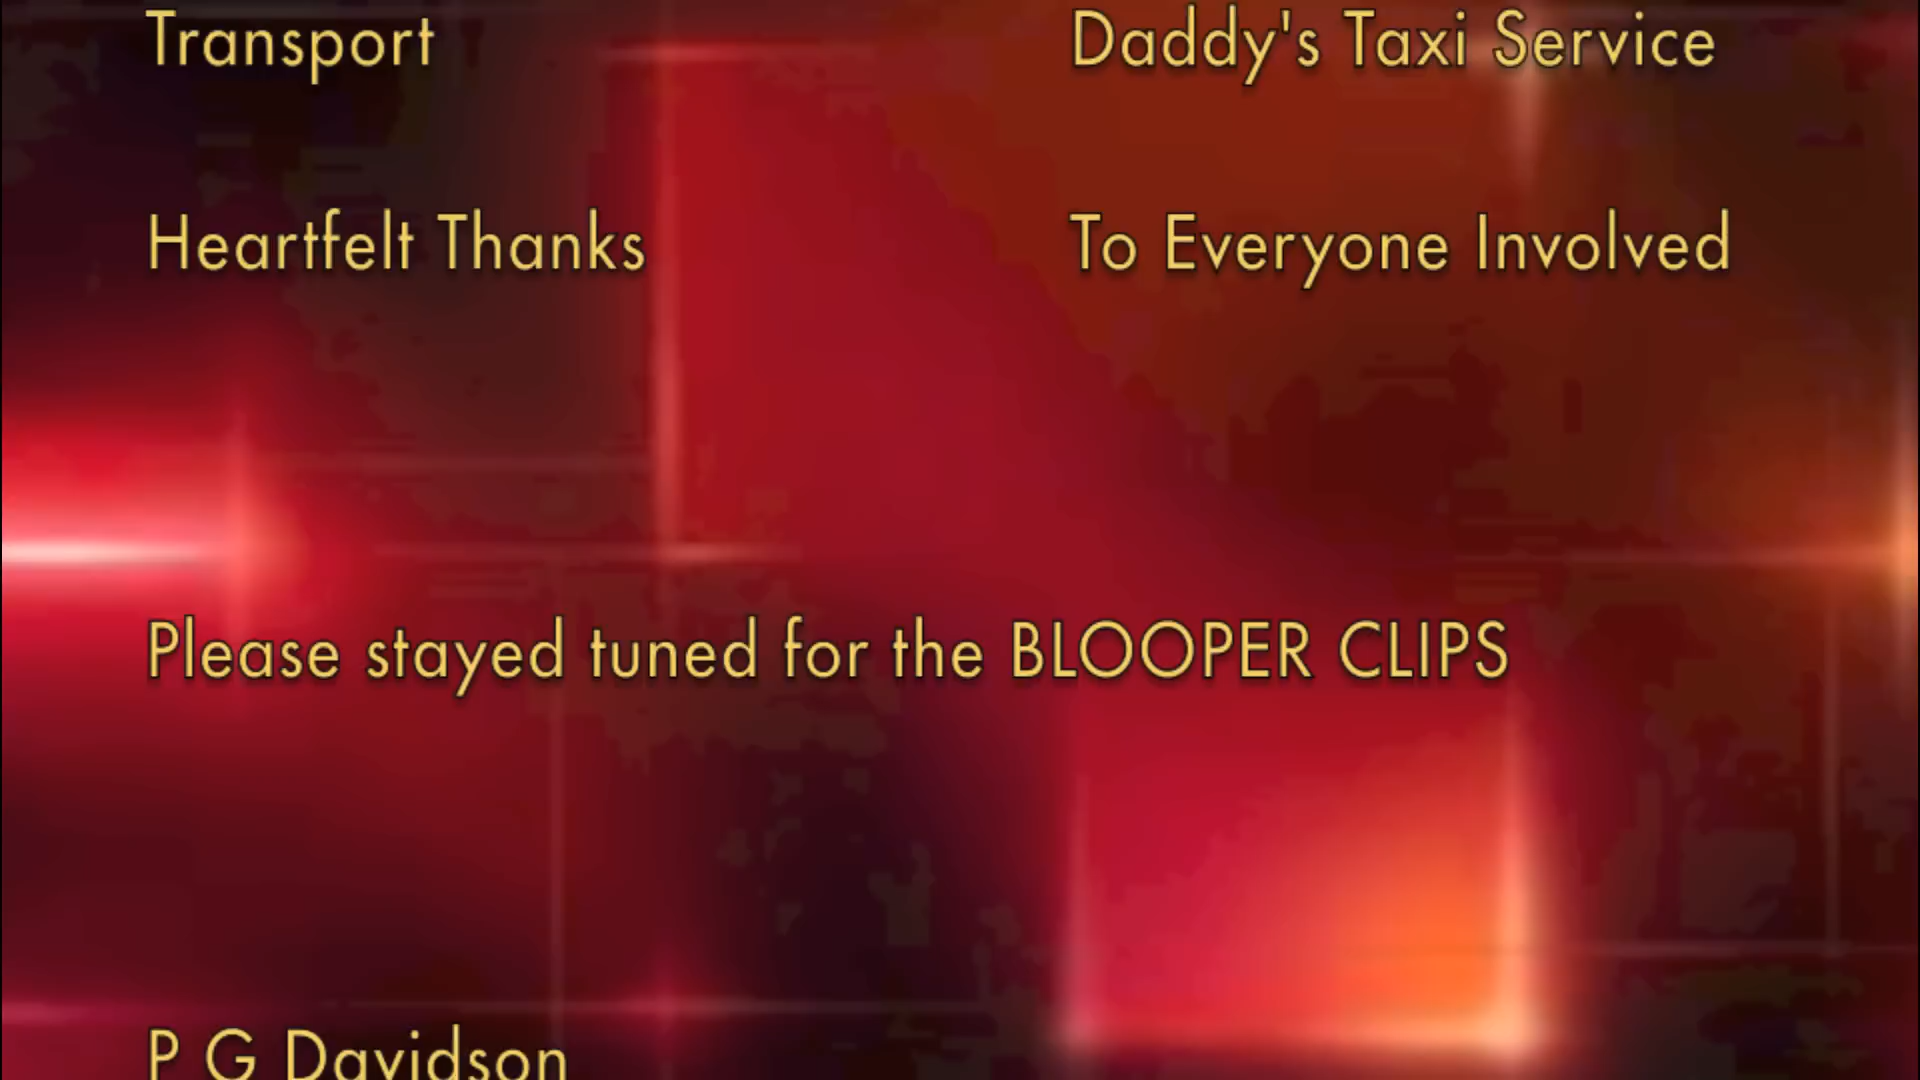 Transport Daddy's Taxi Service
Heartfelt Thanks To Everyone Involved
Please stayed tuned for the BLOOPER CLIPS
P G Davidson